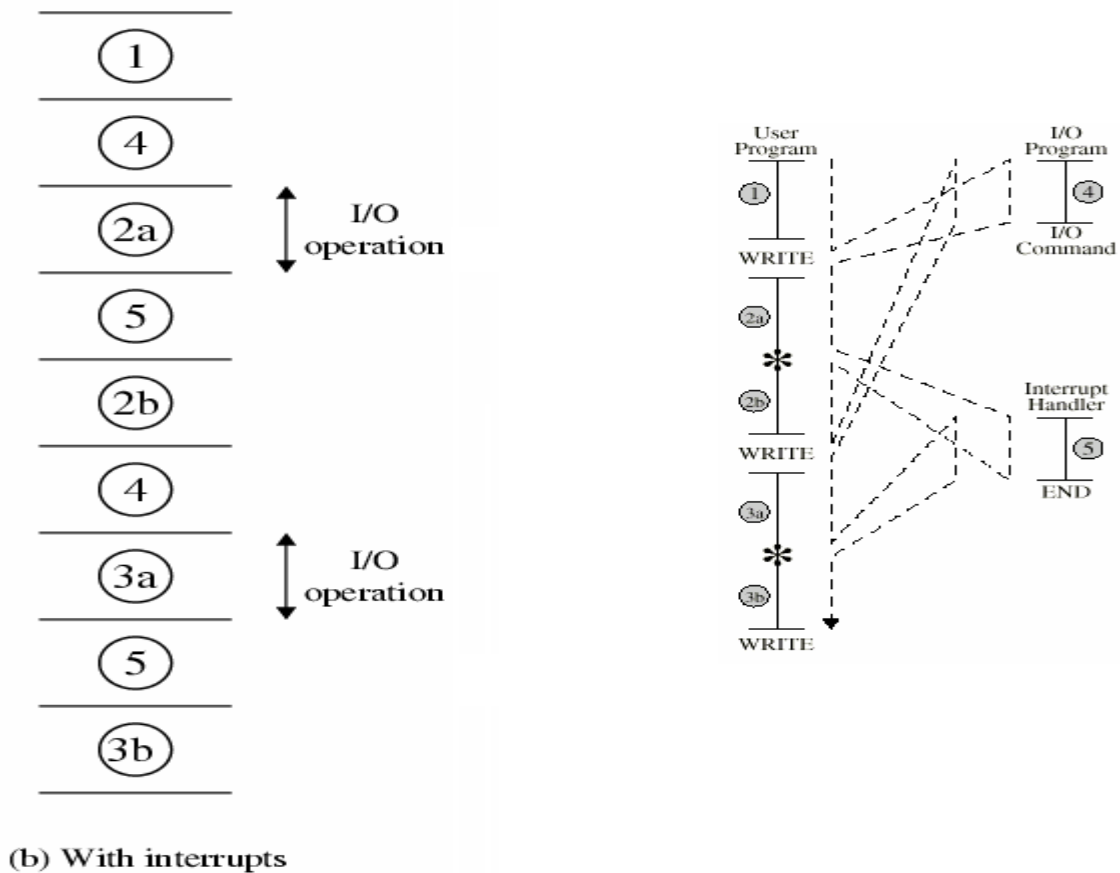 1
4
2a
I/O
operation
5
2b
4
3a
I/O
operation
5
3b
(b) With interrupts
User
Program
1
WRITE
2a
*
2b
WRITE
3a
*
3b
WRITE
I/O
Program
4
I/O
Command
Interrupt
Handler
5
END